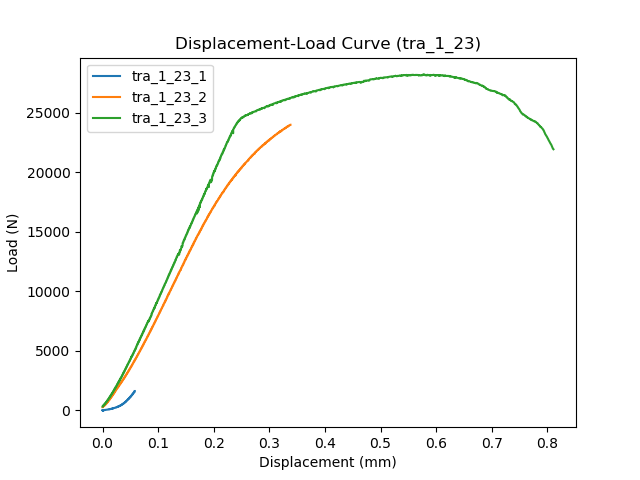 Displacement-Load Curve (tra_1_23)
tra_1_23_1
tra_1_23_2
tra_1_23_3
Load (N)
25000
20000
15000
10000
5000
0
0.0 0.1 0.2 0.3 0.4 0.5 0.6 0.7 0.8
Displacement (mm)